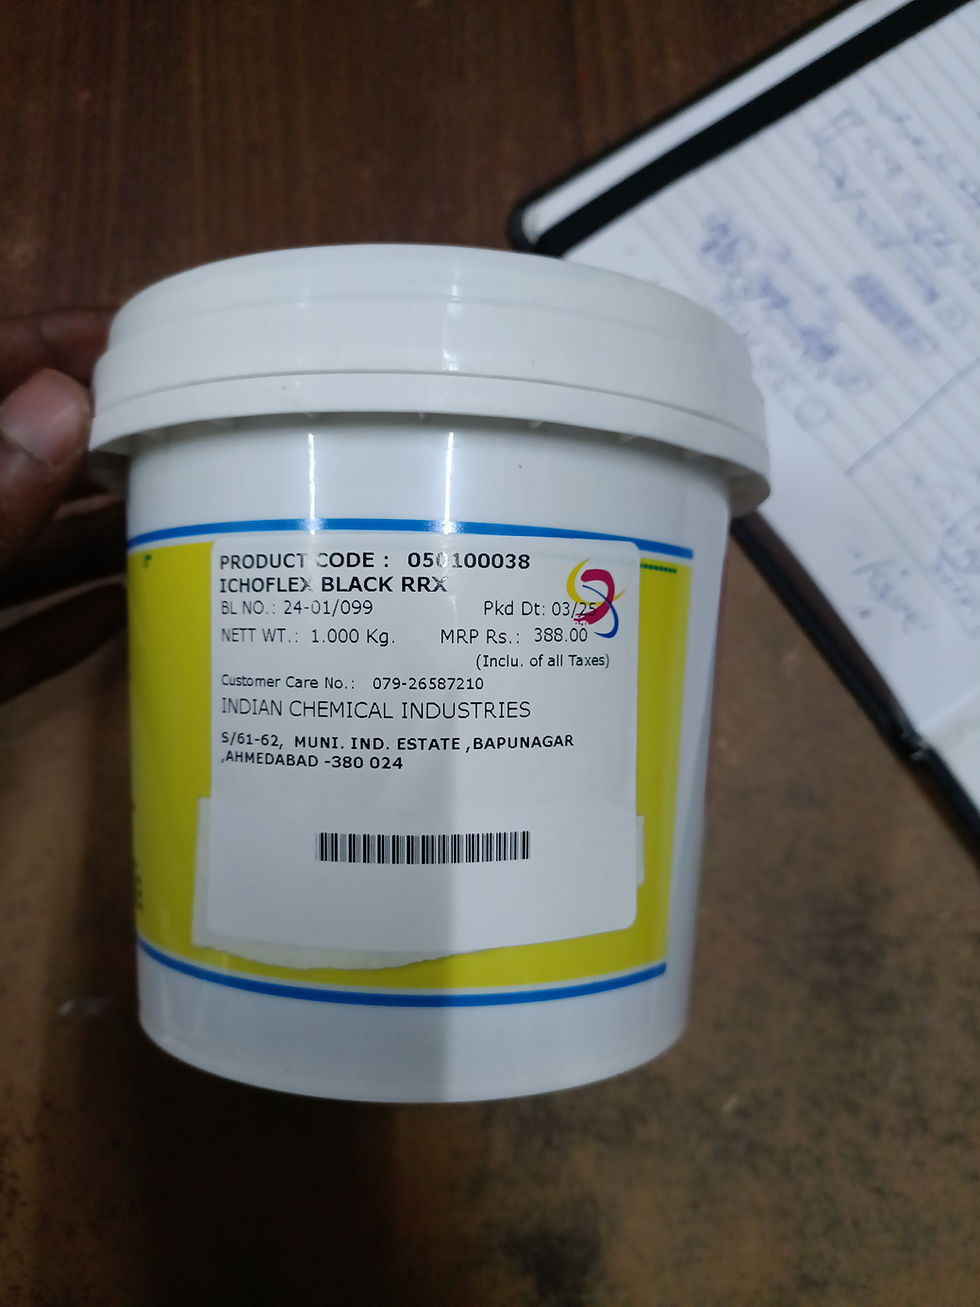 PRODUCT CODE : 050100038
ICHOFLEX BLACK RRX
BL NO.: 24-01/099 Pkd Dt: 03/25
NETT WT.: 1.000 Kg. MRP Rs.: 388.00
(Inclu. of all Taxes)
Customer Care No.: 079-26587210
INDIAN CHEMICAL INDUSTRIES
S/61-62, MUNI. IND. ESTATE ,BAPUNAGAR
,AHMEDABAD -380 024